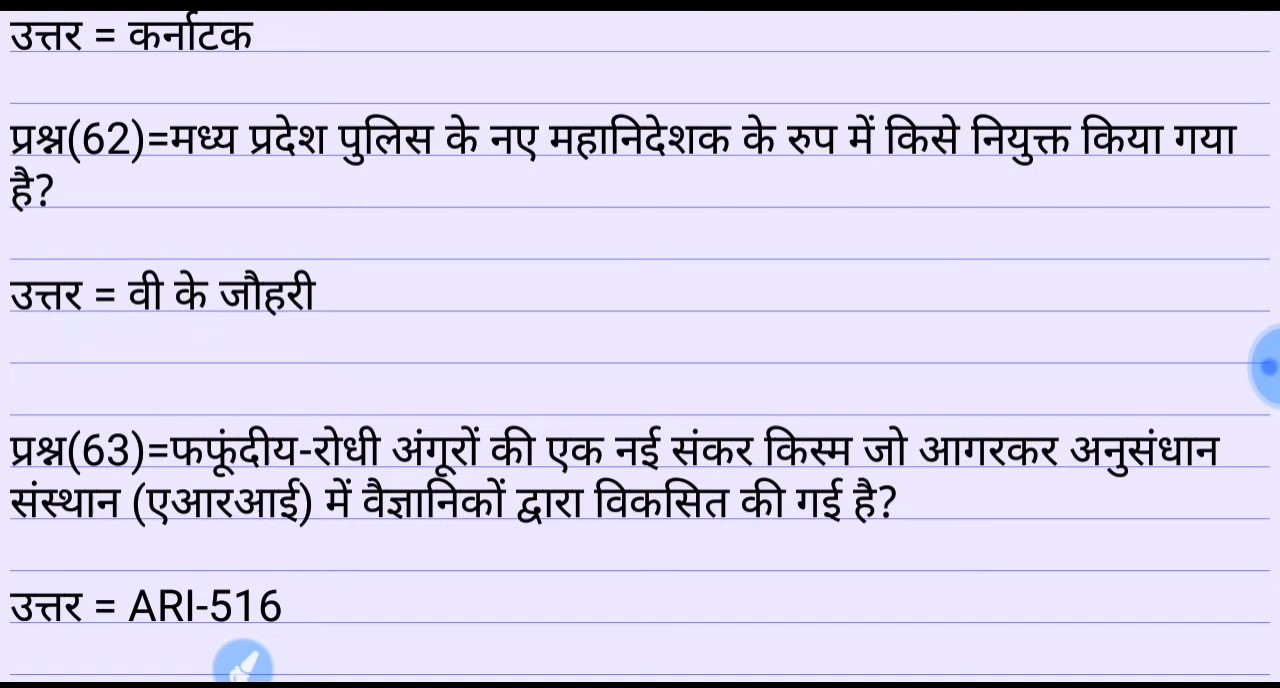 उत्तर = कर्नाटक
प्रश्न(62)=मध्य प्रदेश पुलिस के नए महानिदेशक के रुप में किसे नियुक्त किया गया
है?
उत्तर = वी के जौहरी
प्रश्न(63)=फफूंदीय-रोधी अंगूरों की एक नई संकर किस्म जो आगरकर अनुसंधान
संस्थान (एआरआई) में वैज्ञानिकों द्वारा विकसित की गई है?
उत्तर = ARI-516